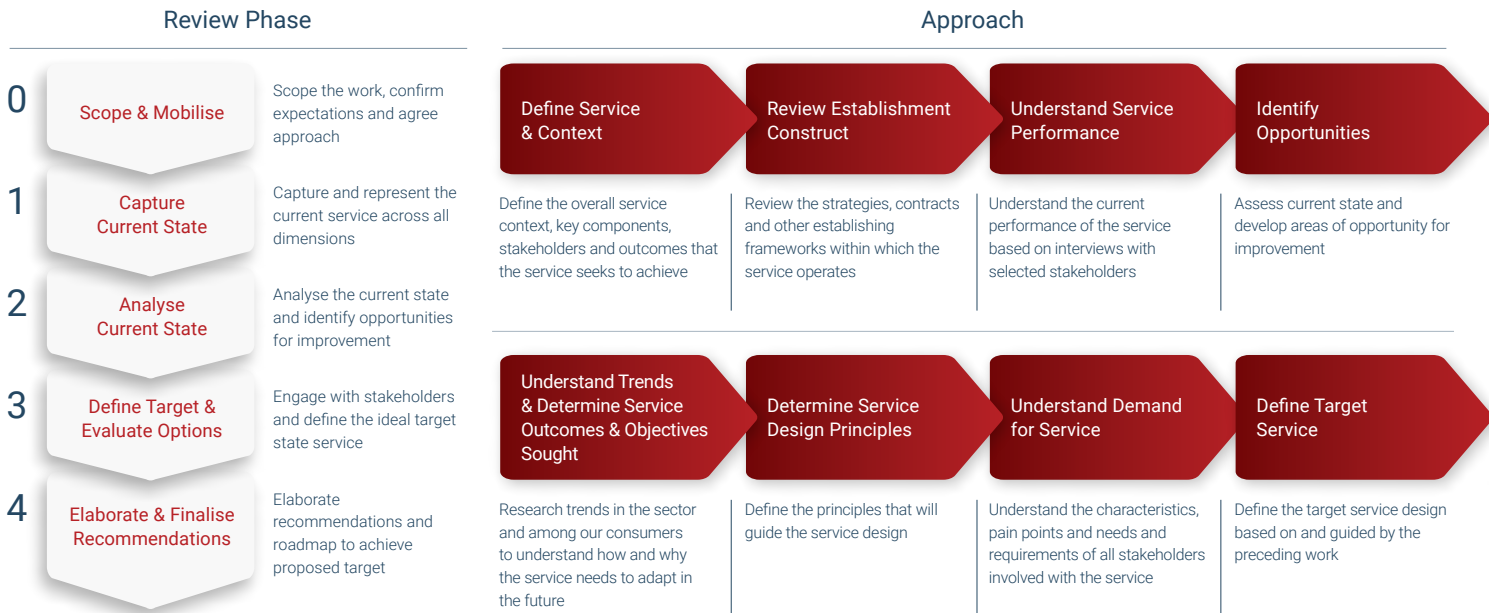 Review Phase
0
Scope & Mobilise
Scope the work, confirm
expectations and agree
approach
1
Capture
Current State
Capture and represent the
current service across all
dimensions
2
Analyse
Current State
Analyse the current state
and identify opportunities
for improvement
3
Define Target &
Evaluate Options
Engage with stakeholders
and define the ideal target
state service
4
Elaborate & Finalise
Recommendations
Elaborate
recommendations and
roadmap to achieve
proposed target
Approach
Define Service
& Context
Define the overall service
context, key components,
stakeholders and outcomes that
the service seeks to achieve
Review Establishment
Construct
Review the strategies, contracts
and other establishing
frameworks within which the
service operates
Understand Service
Performance
Understand the current
performance of the service
based on interviews with
selected stakeholders
Identify
Opportunities
Assess current state and
develop areas of opportunity for
improvement
Understand Trends
& Determine Service
Outcomes & Objectives
Sought
Research trends in the sector
and among our consumers
to understand how and why
the service needs to adapt in
the future
Determine Service
Design Principles
Define the principles that will
guide the service design
Understand Demand
for Service
Understand the characteristics,
pain points and needs and
requirements of all stakeholders
involved with the service
Define Target
Service
Define the target service design
based on and guided by the
preceding work